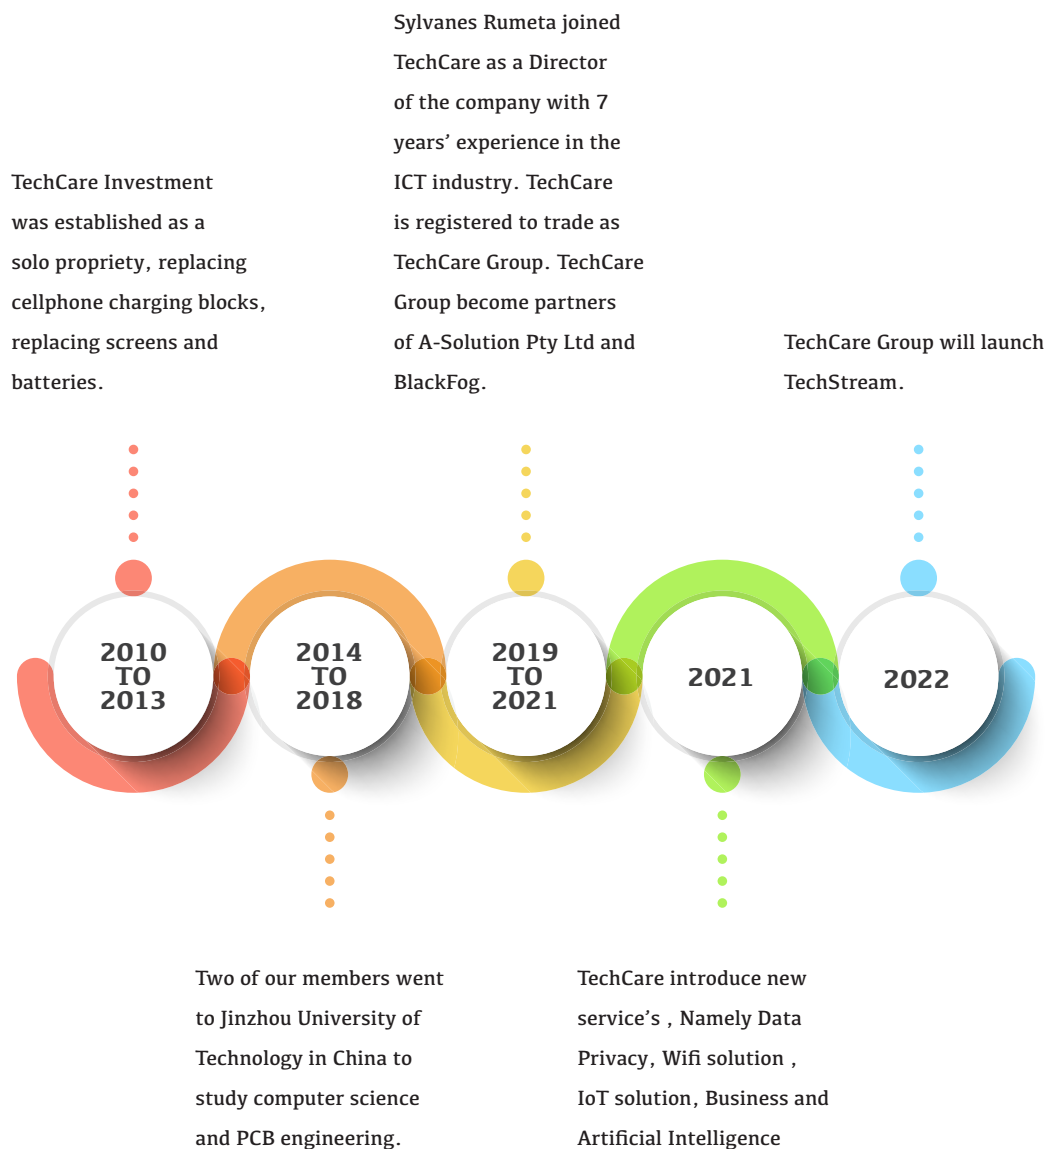 Sylvanes Rumeta joined
TechCare as a Director
of the company with 7
years’ experience in the
ICT industry. TechCare
is registered to trade as
TechCare Group. TechCare
Group become partners
of A-Solution Pty Ltd and
BlackFog.
TechCare Investment
was established as a
solo propriety, replacing
cellphone charging blocks,
replacing screens and
batteries.
TechCare Group will launch
TechStream.
2010
TO
2013
2014
TO
2018
2019
TO
2021
2021
2022
Two of our members went
to Jinzhou University of
Technology in China to
study computer science
and PCB engineering.
TechCare introduce new
service’s , Namely Data
Privacy, Wifi solution ,
IoT solution, Business and
Artificial Intelligence